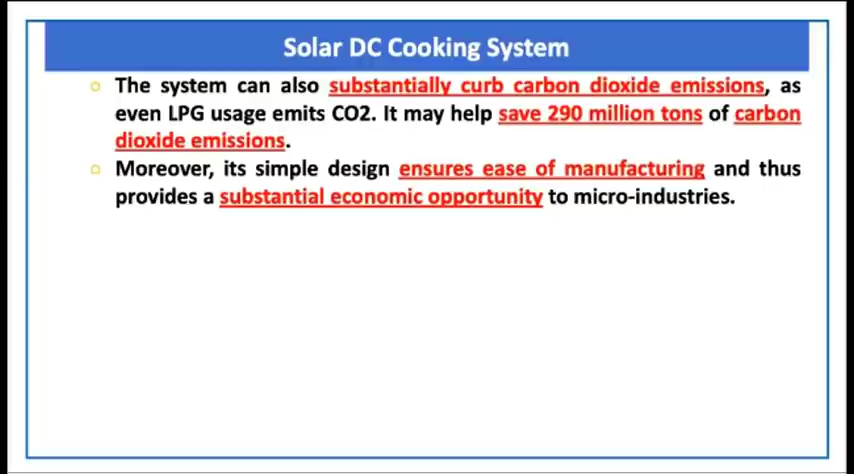 Solar DC Cooking System
The system can also substantially curb carbon dioxide emissions, as
even LPG usage emits CO2. It may help save 290 million tons of carbon
dioxide emissions.
Moreover, its simple design ensures ease of manufacturing and thus
provides a substantial economic opportunity to micro-industries.